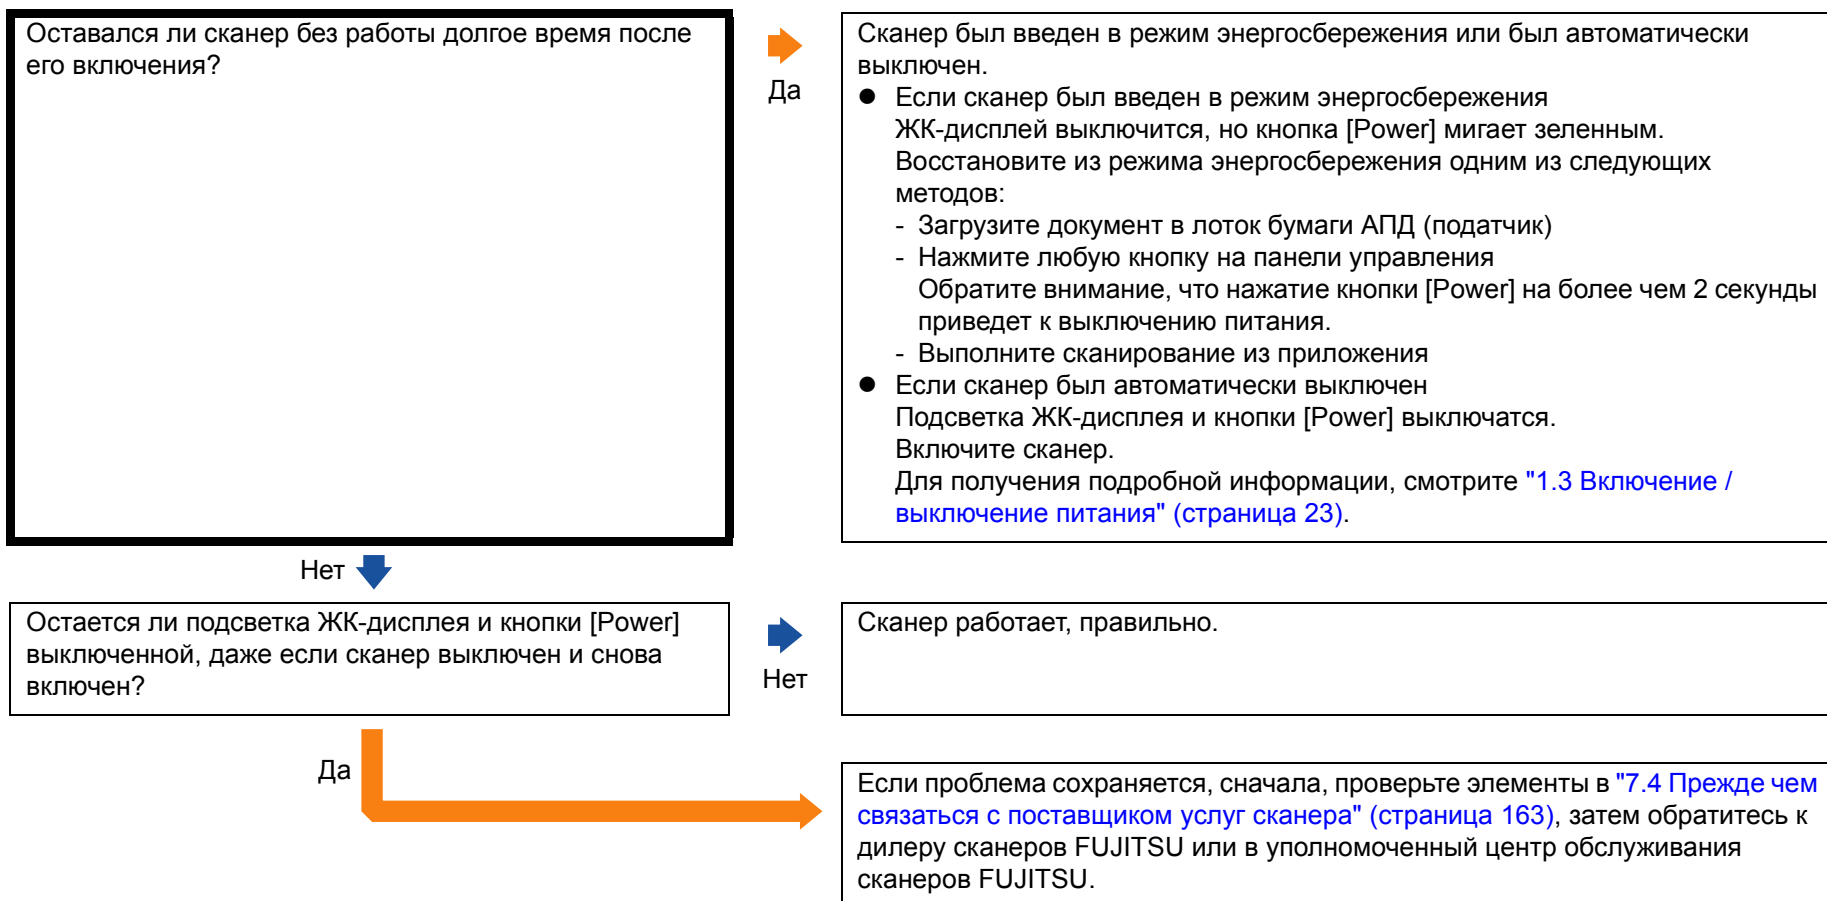 Оставался ли сканер без работы долгое время после
его включения?
Да
Сканер был введен в режим энергосбережения или был автоматически
выключен.
● Если сканер был введен в режим энергосбережения
ЖК-дисплей выключится, но кнопка [Power] мигает зеленным.
Восстановите из режима энергосбережения одним из следующих
методов:
- Загрузите документ в лоток бумаги АПД (податчик)
- Нажмите любую кнопку на панели управления
Обратите внимание, что нажатие кнопки [Power] на более чем 2 секунды
приведет к выключению питания.
- Выполните сканирование из приложения
● Если сканер был автоматически выключен
Подсветка ЖК-дисплея и кнопки [Power] выключатся.
Включите сканер.
Для получения подробной информации, смотрите "1.3 Включение /
выключение питания" (страница 23).
Нет
Остается ли подсветка ЖК-дисплея и кнопки [Power]
выключенной, даже если сканер выключен и снова
включен?
Нет
Сканер работает, правильно.
Да
Если проблема сохраняется, сначала, проверьте элементы в "7.4 Прежде чем
связаться с поставщиком услуг сканера" (страница 163), затем обратитесь к
дилеру сканеров FUJITSU или в уполномоченный центр обслуживания
сканеров FUJITSU.